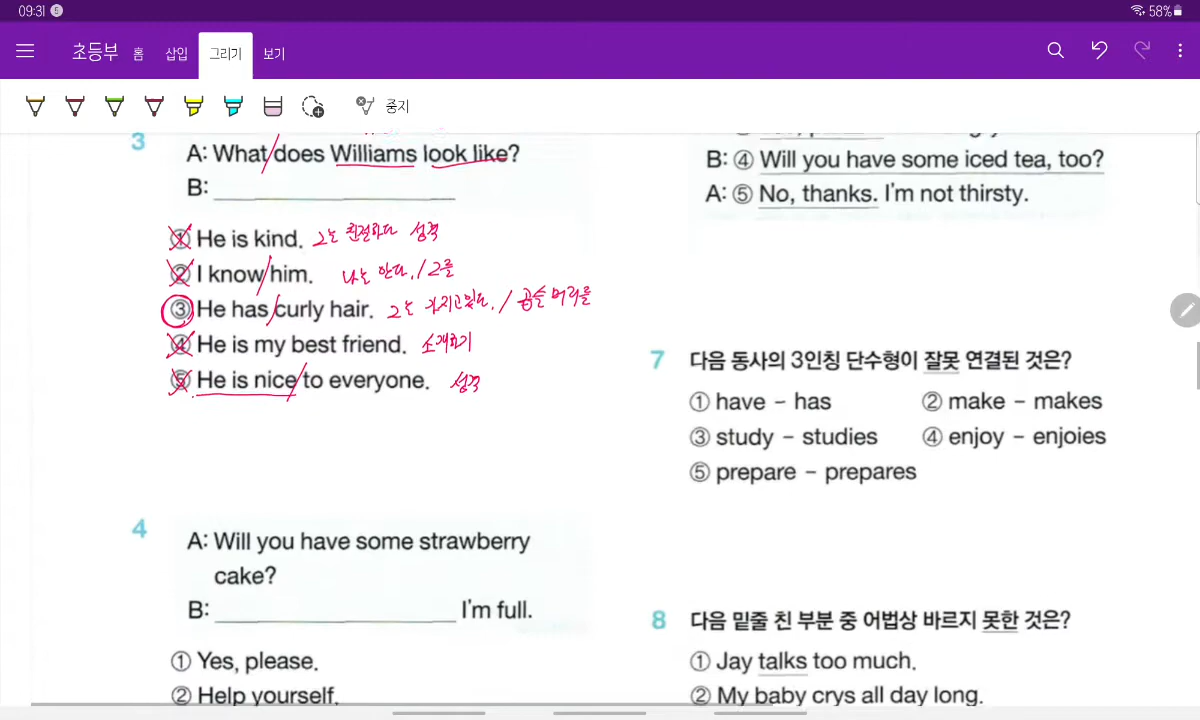 09:31 5
58%
초등부 홈 삽입 그리기 보기
중지
3
A: What does Williams look like?
B:
① He is kind. 그는 친절하다 성격
② I know him. 나는 안다. / 그를
③ He has curly hair. 그는 가지고있다. / 곱슬 머리를
④ He is my best friend. 소개하기
⑤ He is nice to everyone. 성격
4
A: Will you have some strawberry
cake?
B: I'm full.
① Yes, please.
② Help yourself.
B: ④ Will you have some iced tea, too?
A: ⑤ No, thanks. I'm not thirsty.
7 다음 동사의 3인칭 단수형이 잘못 연결된 것은?
① have – has ② make – makes
③ study – studies ④ enjoy – enjoies
⑤ prepare – prepares
8 다음 밑줄 친 부분 중 어법상 바르지 못한 것은?
① Jay talks too much.
② My baby crys all day long.